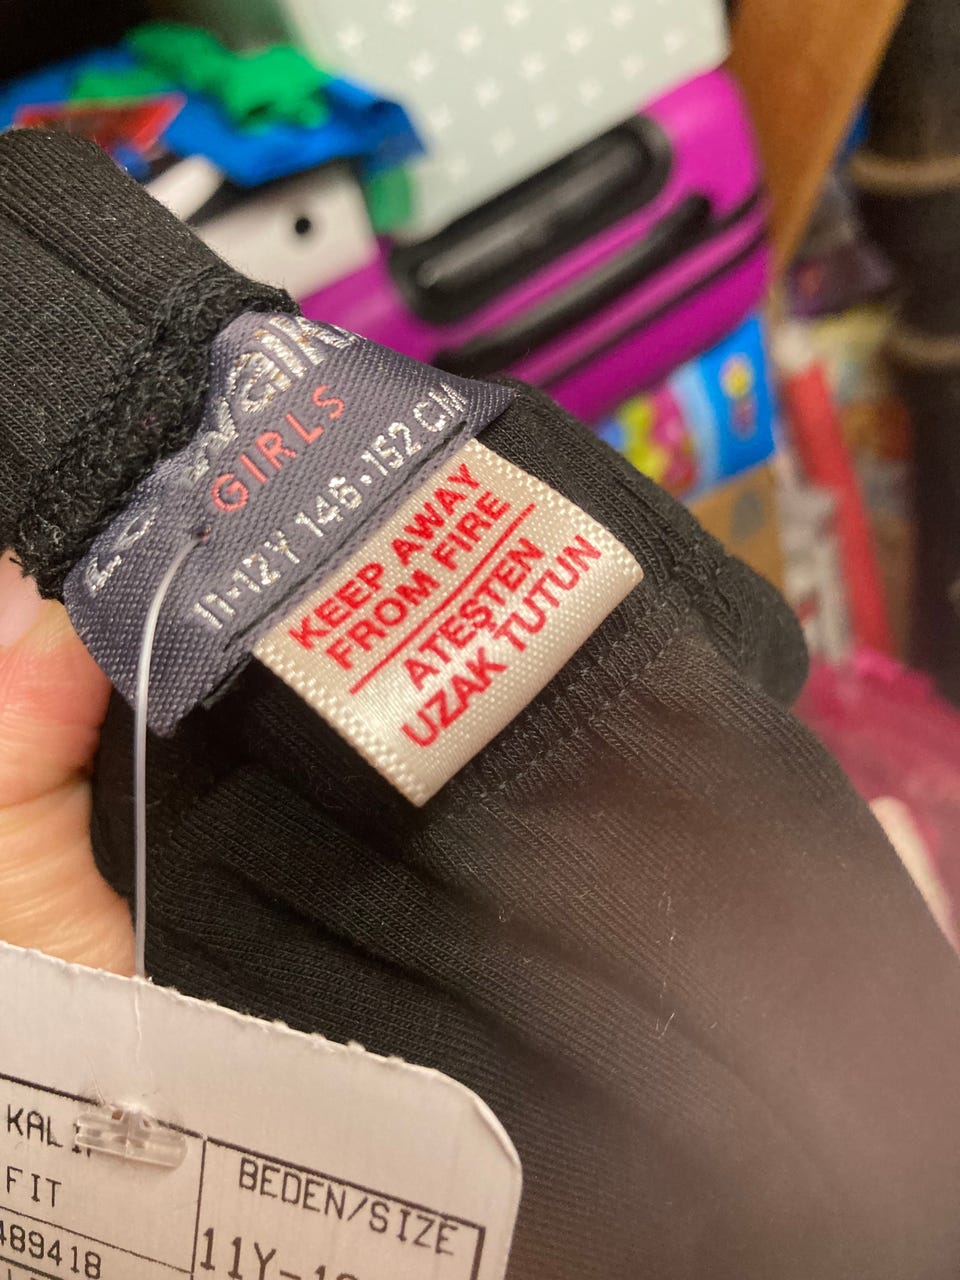 GIRLS
11-12Y 146-152 CM
KEEP AWAY
FROM FIRE
ATEŞTEN
UZAK TUTUN
FIT
489418
BEDEN/SIZE